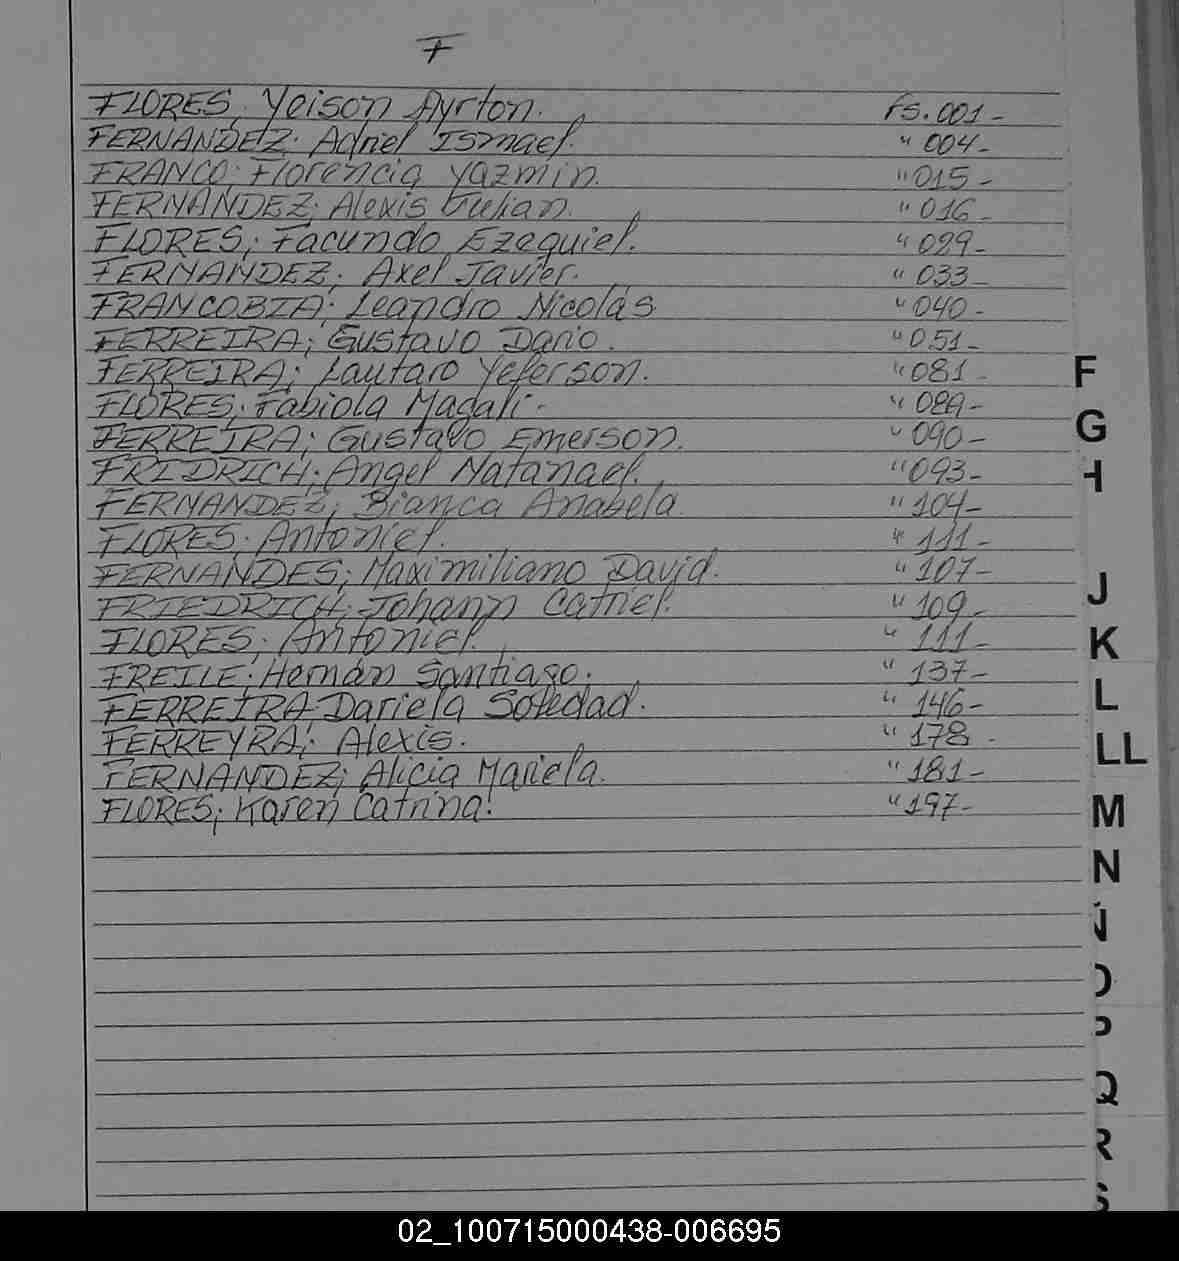 F
FLORES; Yeison Ayrton. Fs. 001-
FERNANDEZ; Adriel Ismael. " 004-
FRANCO; Florencia Yazmin. " 015-
FERNANDEZ; Alexis Julian. " 016-
FLORES; Facundo Ezequiel. " 029-
FERNANDEZ; Axel Javier. " 033-
FRANCOBIA; Leandro Nicolás " 040-
FERREIRA; Gustavo Dario. " 051-
FERREIRA; Lautaro Yeferson. " 081-
FLORES; Fabiola Magali- " 089-
FERREIRA; Gustavo Emerson. " 090-
FRIDRICH; Angel Natanael. " 093-
FERNANDEZ; Bianca Anabela. " 104-
FLORES; Antoniel. " 111-
FERNANDES; Maximiliano David. " 107-
FRIEDRICH; Johann Catriel. " 109-
FLORES; Antoniel. " 111-
FREILE; Hernán Santiago. " 137-
FERREIRA; Dariela Soledad. " 146-
FERREYRA; Alexis. " 178-
FERNANDEZ; Alicia Mariela. " 181-
FLORES; Karen Catrina. " 197-
F
G
H
J
K
L
LL
M
N
Ñ
O
P
Q
R
S
02_100715000438-006695